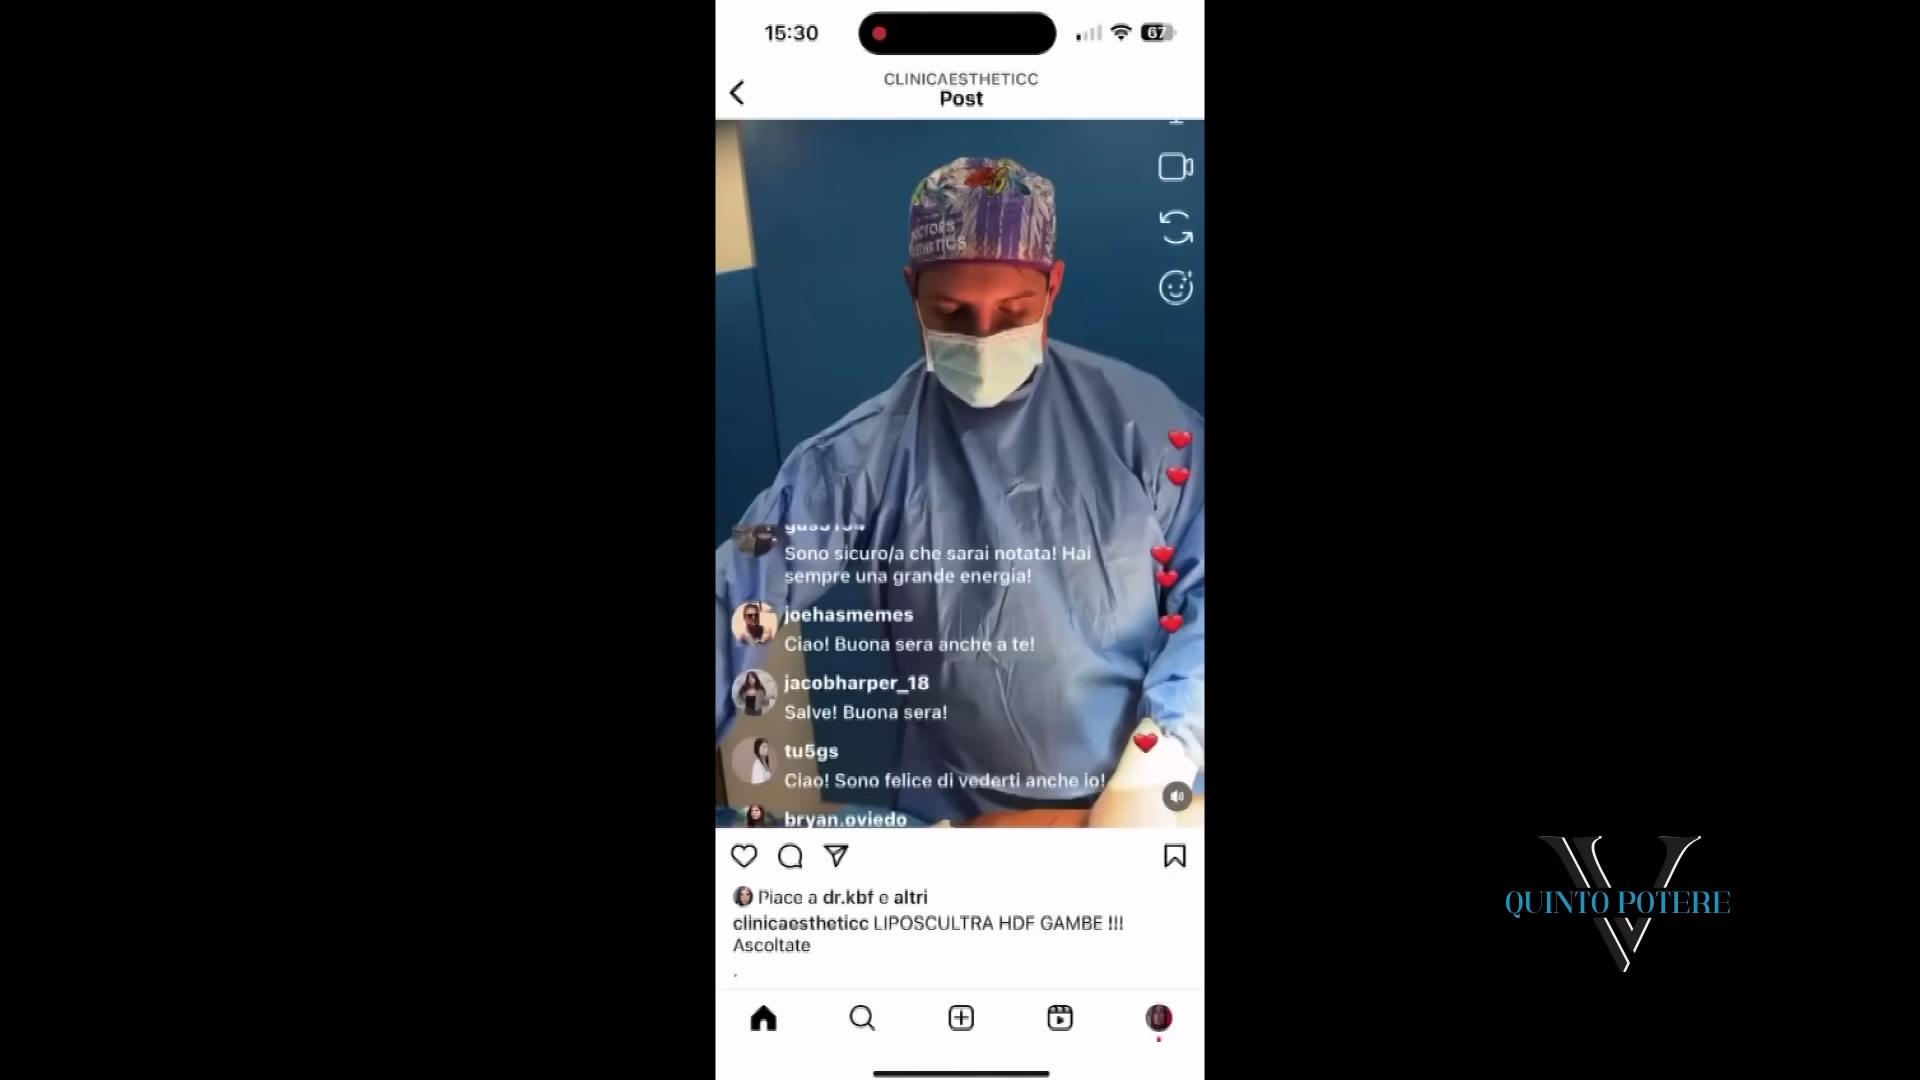 15:30
67
CLINICAESTHETICC
Post
DOCTOR'S
AESTHETICS
Sono sicuro/a che sarai notata! Hai
sempre una grande energia!
joehasmemes
Ciao! Buona sera anche a te!
jacobharper_18
Salve! Buona sera!
tu5gs
Ciao! Sono felice di vederti anche io!
bryan.oviedo
Piace a dr.kbf e altri
clinicaestheticc LIPOSCULTRA HDF GAMBE !!!
Ascoltate
.
V
QUINTO POTERE